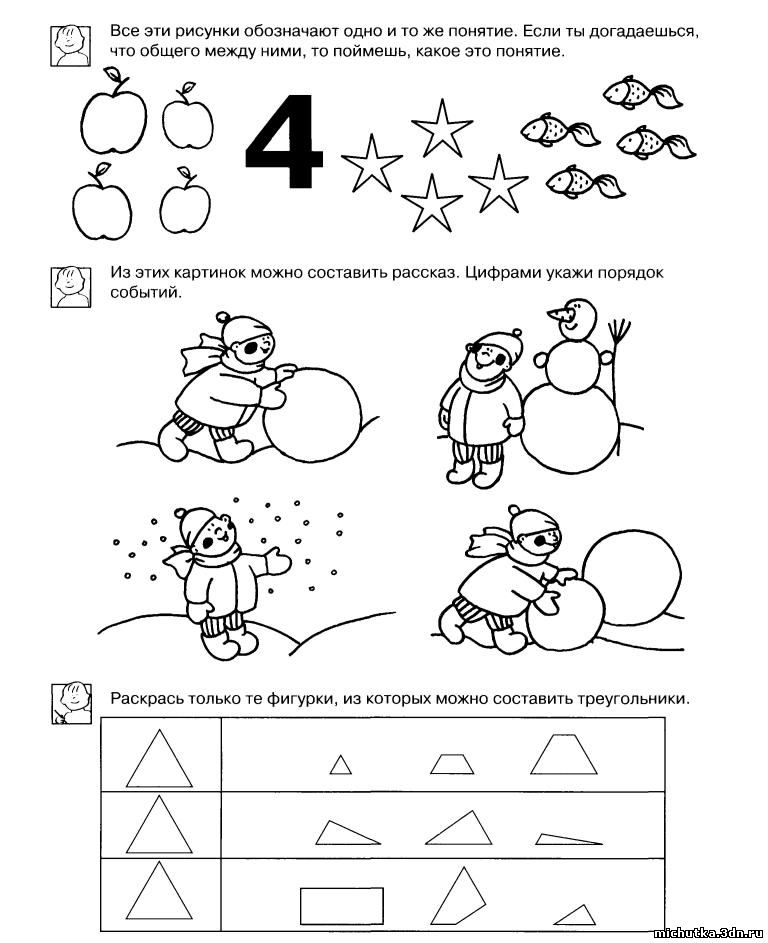 Все эти рисунки обозначают одно и то же понятие. Если ты догадаешься,
что общего между ними, то поймешь, какое это понятие.
4
Из этих картинок можно составить рассказ. Цифрами укажи порядок
событий.
Раскрась только те фигурки, из которых можно составить треугольники.
michutka.3dn.ru